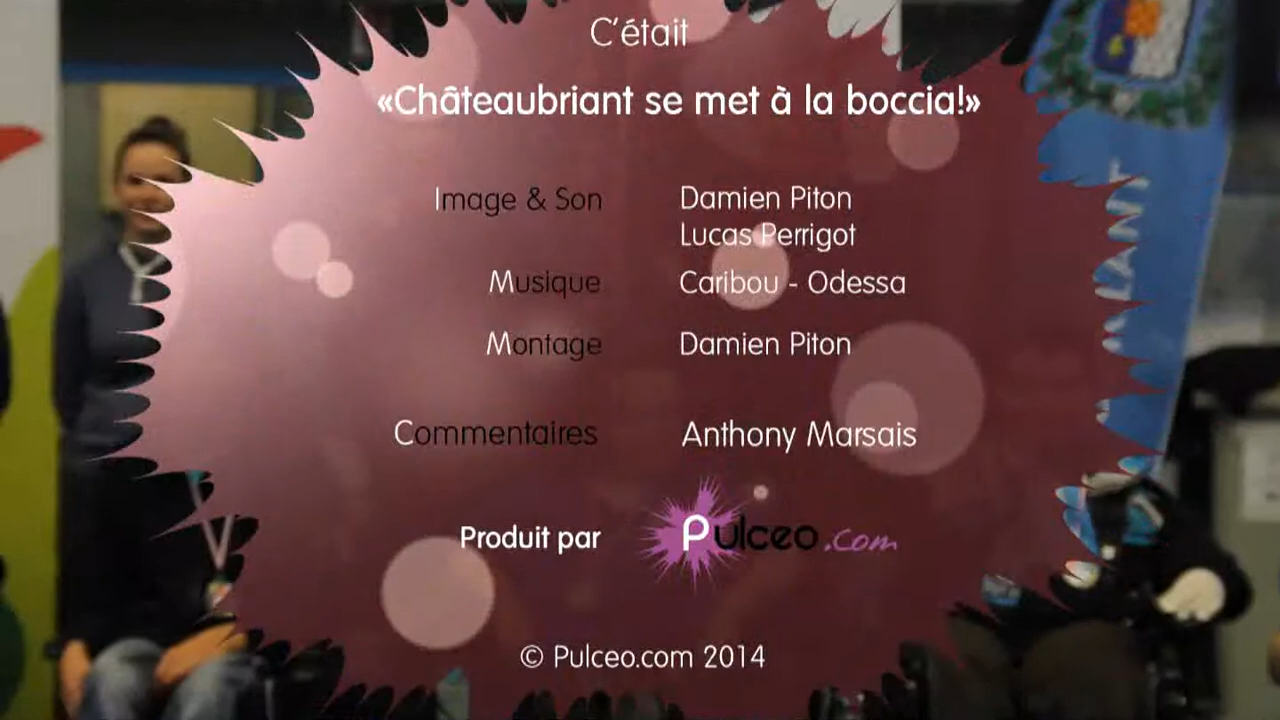 C'était
«Châteaubriant se met à la boccia!»
Image & Son Damien Piton
Lucas Perrigot
Musique Caribou - Odessa
Montage Damien Piton
Commentaires Anthony Marsais
Produit par Pulceo.com
© Pulceo.com 2014